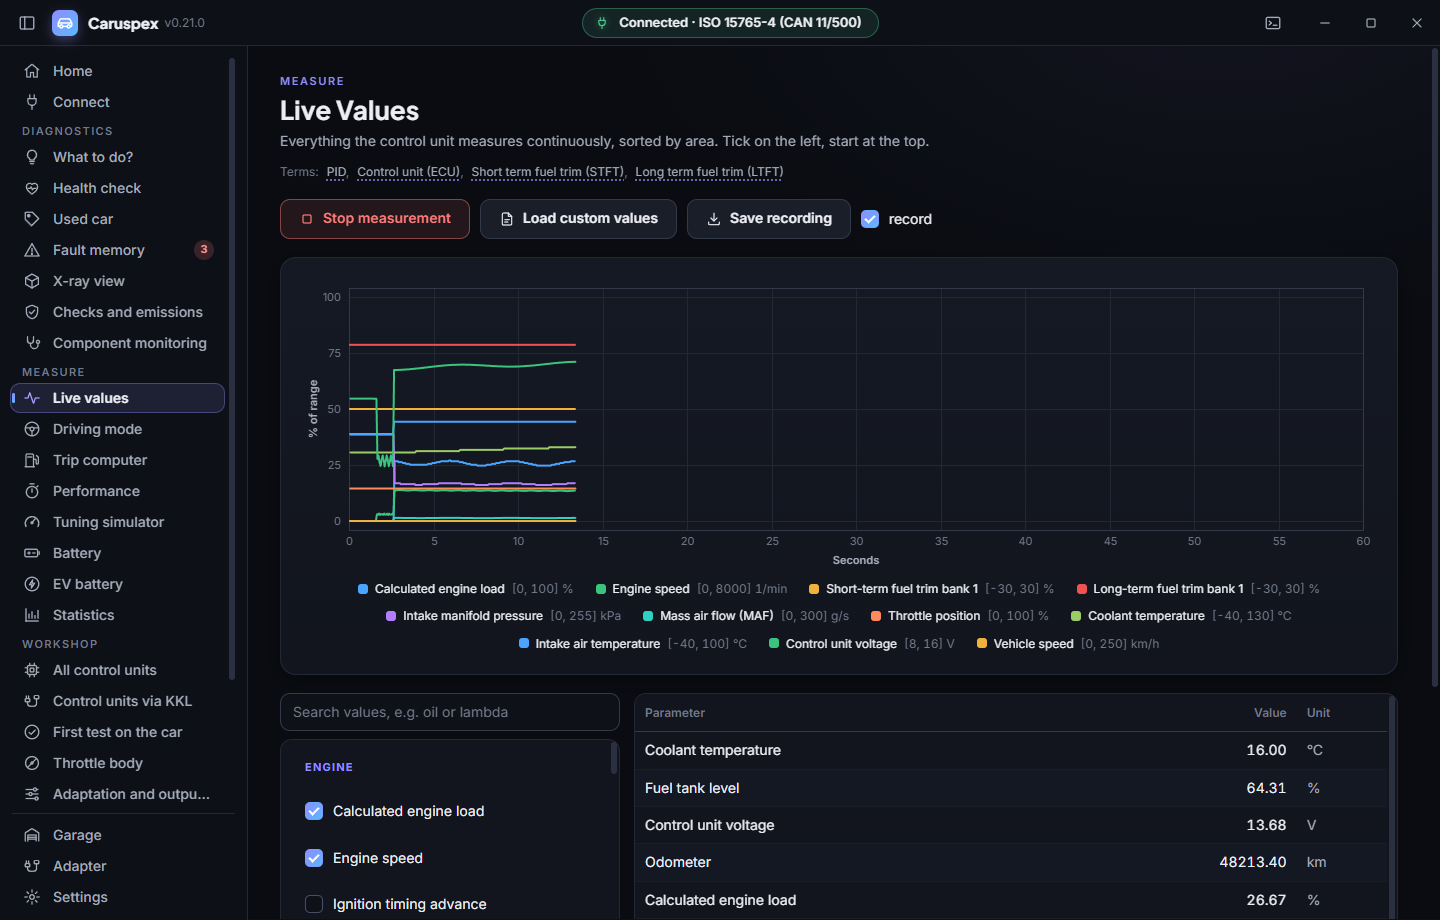 Caruspex v0.21.0
Connected · ISO 15765-4 (CAN 11/500)
Home
Connect
DIAGNOSTICS
What to do?
Health check
Used car
Fault memory 3
X-ray view
Checks and emissions
Component monitoring
MEASURE
Live values
Driving mode
Trip computer
Performance
Tuning simulator
Battery
EV battery
Statistics
WORKSHOP
All control units
Control units via KKL
First test on the car
Throttle body
Adaptation and outpu...
Garage
Adapter
Settings
MEASURE
Live Values
Everything the control unit measures continuously, sorted by area. Tick on the left, start at the top.
Terms: PID, Control unit (ECU), Short term fuel trim (STFT), Long term fuel trim (LTFT)
Stop measurement Load custom values Save recording record
% of range
100
75
50
25
0
0 5 10 15 20 25 30 35 40 45 50 55 60
Seconds
Calculated engine load [0, 100] % Engine speed [0, 8000] 1/min Short-term fuel trim bank 1 [-30, 30] % Long-term fuel trim bank 1 [-30, 30] %
Intake manifold pressure [0, 255] kPa Mass air flow (MAF) [0, 300] g/s Throttle position [0, 100] % Coolant temperature [-40, 130] °C
Intake air temperature [-40, 100] °C Control unit voltage [8, 16] V Vehicle speed [0, 250] km/h
Search values, e.g. oil or lambda
ENGINE
Calculated engine load
Engine speed
Ignition timing advance
Parameter Value Unit
Coolant temperature 16.00 °C
Fuel tank level 64.31 %
Control unit voltage 13.68 V
Odometer 48213.40 km
Calculated engine load 26.67 %